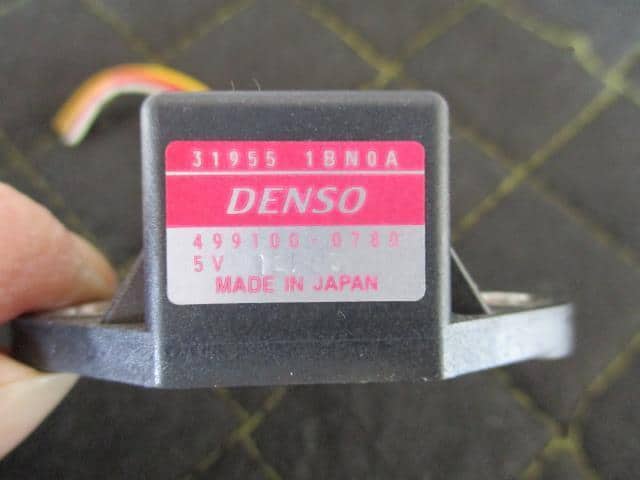 31955 1BN0A
DENSO
499100-0780
5V
MADE IN JAPAN